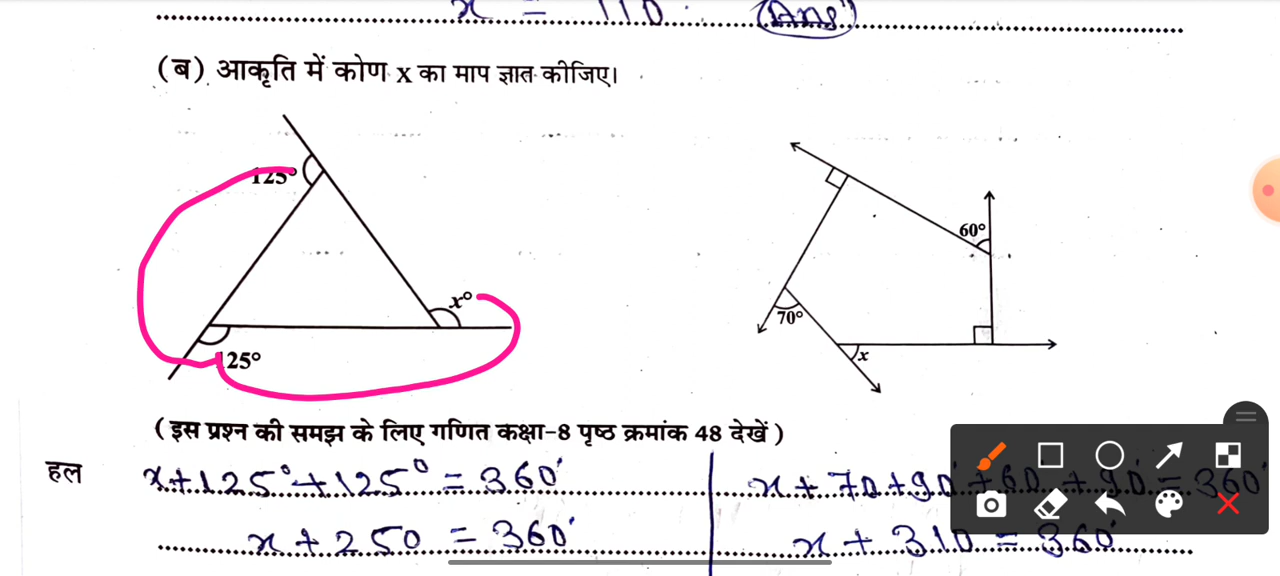 x = 110. (Ans)
(ब) आकृति में कोण x का माप ज्ञात कीजिए।
125°
x°
125°
60°
70°
x
(इस प्रश्न की समझ के लिए गणित कक्षा-8 पृष्ठ क्रमांक 48 देखें)
हल
x+125°+125° = 360°
x + 70+90°+60°+90°=360°
x + 250 = 360°
x + 310 = 360°